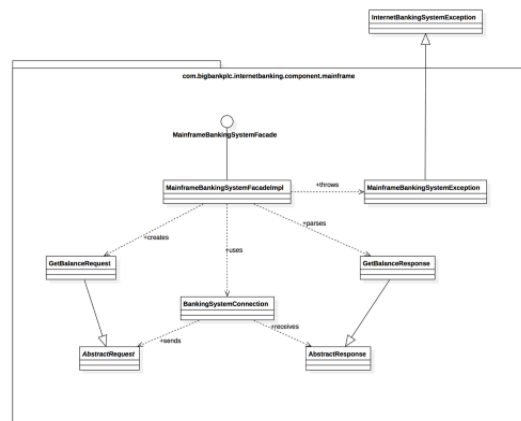 InternetBankingSystemException
com.bigbankplc.internetbanking.component.mainframe
MainframeBankingSystemFacade
MainframeBankingSystemFacadeImpl
+throws
MainframeBankingSystemException
+creates
+uses
+parses
GetBalanceRequest
GetBalanceResponse
BankingSystemConnection
+sends
+receives
AbstractRequest
AbstractResponse